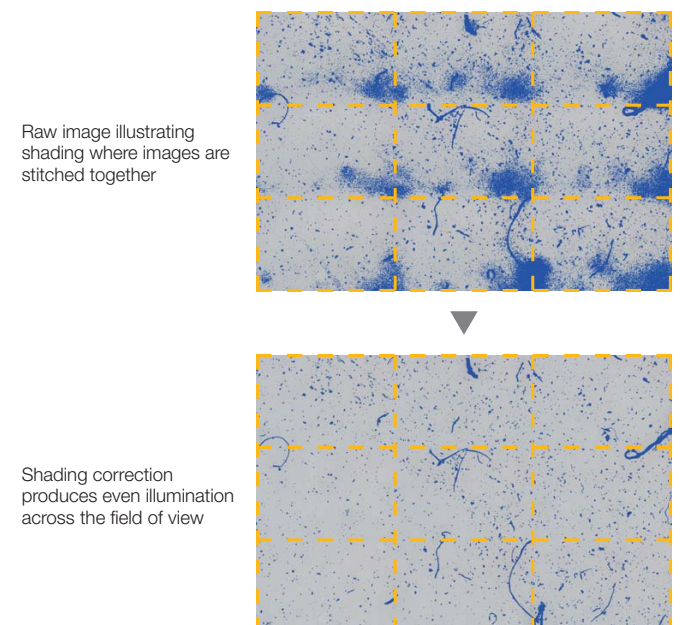 Raw image illustrating
shading where images are
stitched together
Shading correction
produces even illumination
across the field of view